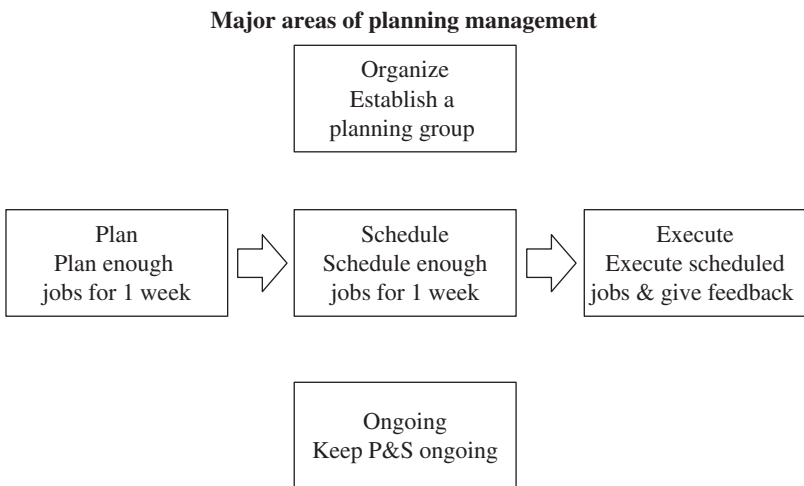 Major areas of planning management
Organize
Establish a
planning group
Plan
Plan enough
jobs for 1 week
Schedule
Schedule enough
jobs for 1 week
Execute
Execute scheduled
jobs & give feedback
Ongoing
Keep P&S ongoing